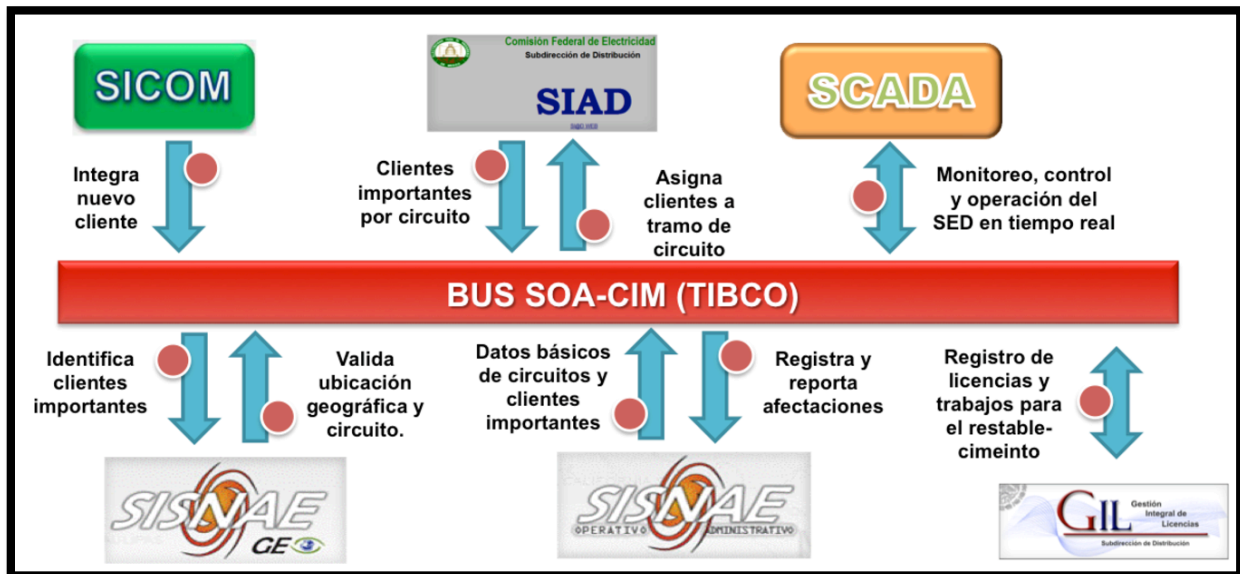 SICOM
Comisión Federal de Electricidad
Subdirección de Distribución
SIAD
SCADA
Integra
nuevo
cliente
Clientes
importantes
por circuito
Asigna
clientes a
tramo de
circuito
Monitoreo, control
y operación del
SED en tiempo real
BUS SOA-CIM (TIBCO)
Identifica
clientes
importantes
Valida
ubicación
geográfica y
circuito.
Datos básicos
de circuitos y
clientes
importantes
Registra y
reporta
afectaciones
Registro de
licencias y
trabajos para
el restable-
cimeinto
SISNAE
GE
SISNAE
OPERATIVO ADMINISTRATIVO
GIL
Gestión
Integral de
Licencias
Subdirección de Distribución